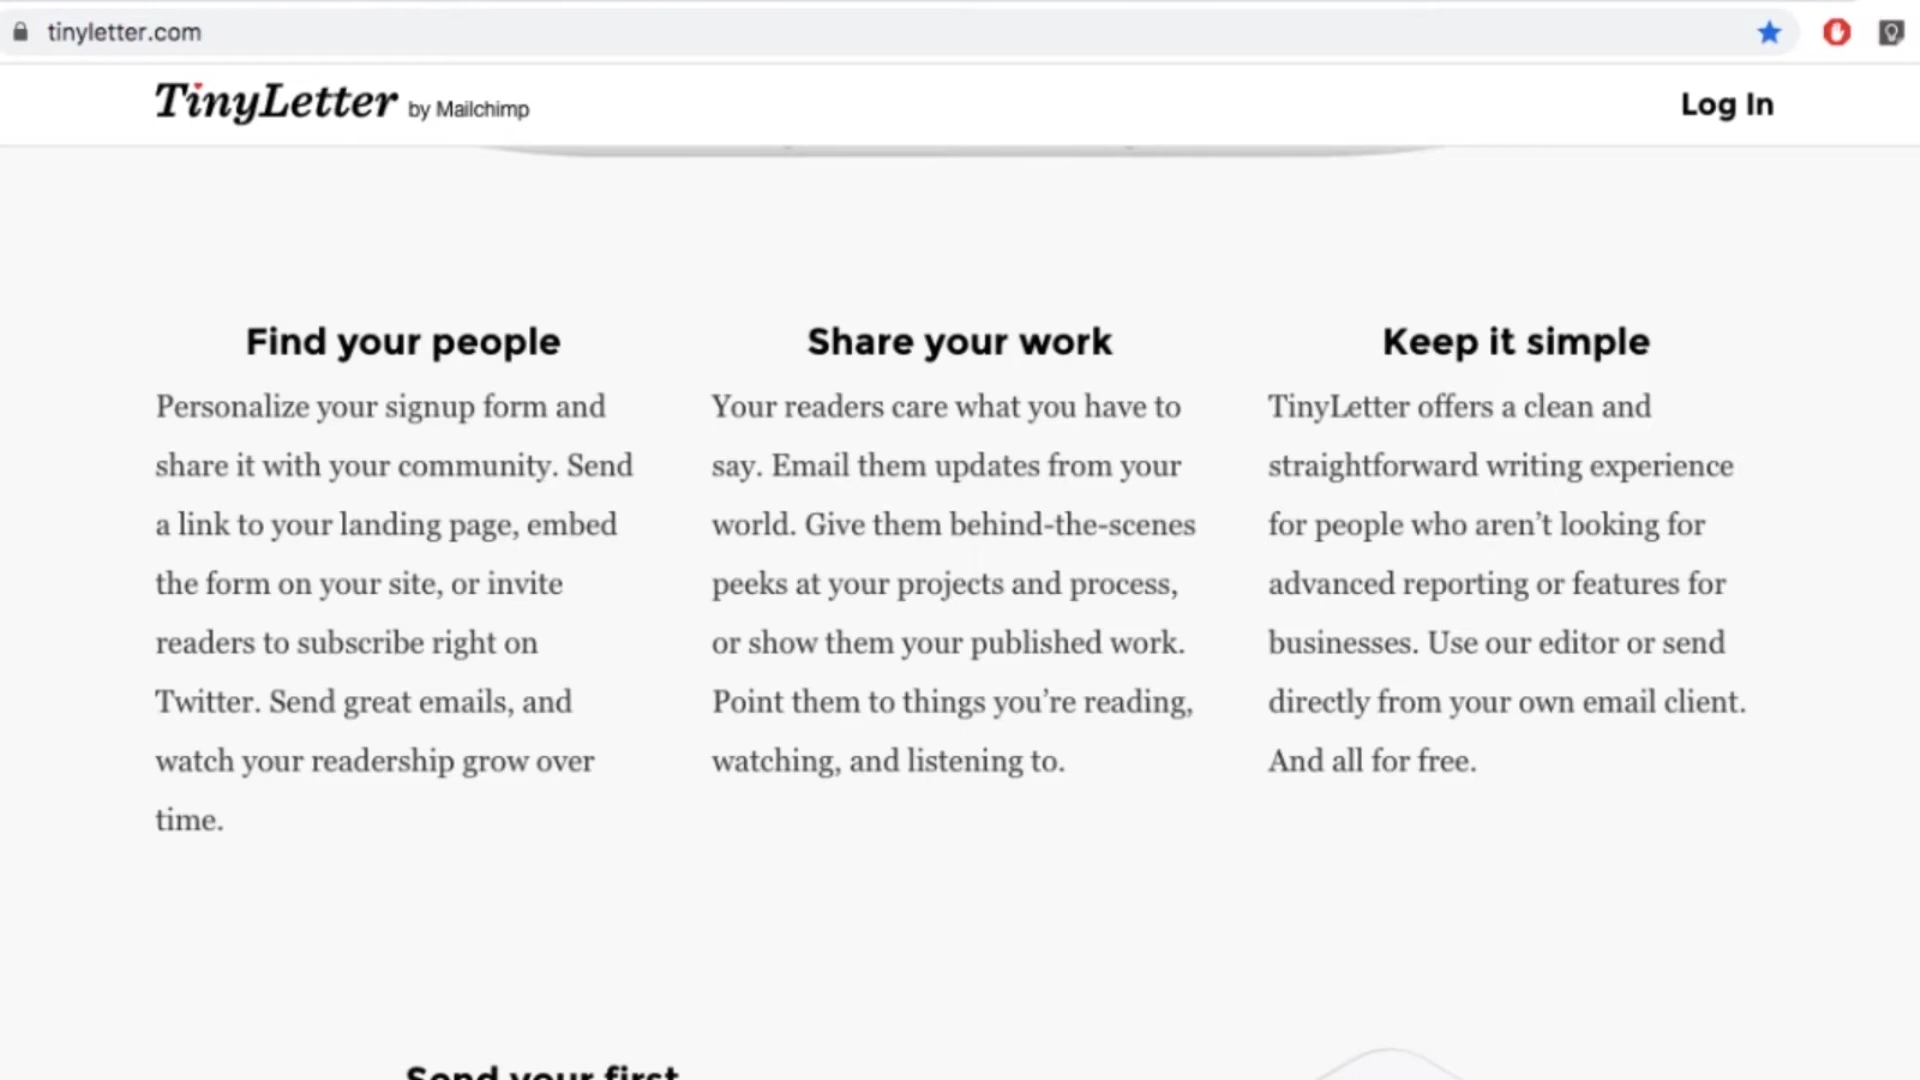 tinyletter.com
TinyLetter by Mailchimp
Log In
Find your people
Personalize your signup form and
share it with your community. Send
a link to your landing page, embed
the form on your site, or invite
readers to subscribe right on
Twitter. Send great emails, and
watch your readership grow over
time.
Share your work
Your readers care what you have to
say. Email them updates from your
world. Give them behind-the-scenes
peeks at your projects and process,
or show them your published work.
Point them to things you’re reading,
watching, and listening to.
Keep it simple
TinyLetter offers a clean and
straightforward writing experience
for people who aren’t looking for
advanced reporting or features for
businesses. Use our editor or send
directly from your own email client.
And all for free.
Send your first